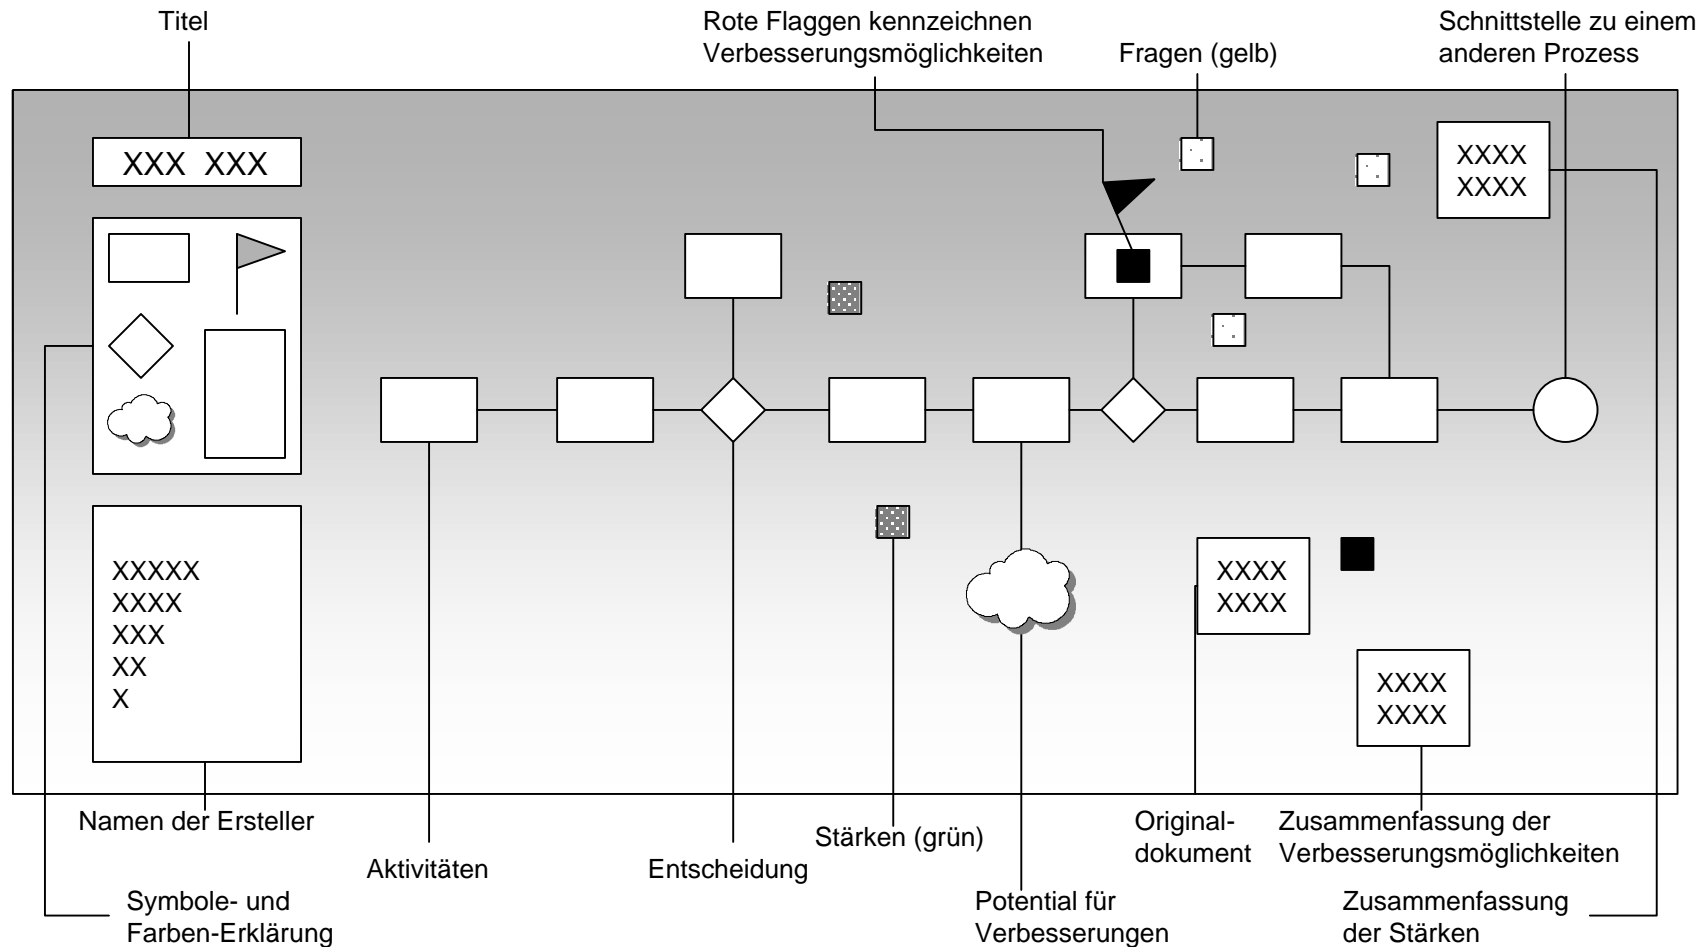 Titel
Rote Flaggen kennzeichnen
Verbesserungsmöglichkeiten
Fragen (gelb)
Schnittstelle zu einem
anderen Prozess
XXX XXX
XXXX
XXXX
XXXXX
XXXX
XXX
XX
X
XXXX
XXXX
XXXX
XXXX
Namen der Ersteller
Aktivitäten
Entscheidung
Stärken (grün)
Original-
dokument
Zusammenfassung der
Verbesserungsmöglichkeiten
Symbole- und
Farben-Erklärung
Potential für
Verbesserungen
Zusammenfassung
der Stärken